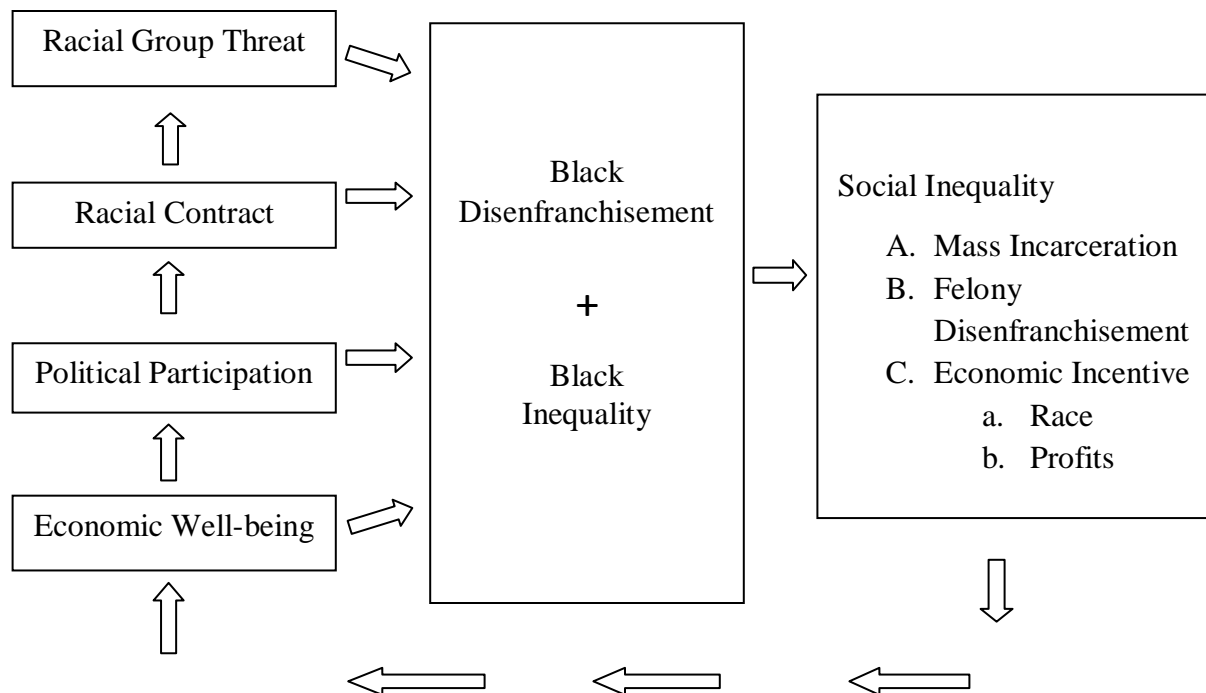 Racial Group Threat
Racial Contract
Political Participation
Economic Well-being
Black
Disenfranchisement
+
Black
Inequality
Social Inequality
A. Mass Incarceration
B. Felony
Disenfranchisement
C. Economic Incentive
a. Race
b. Profits